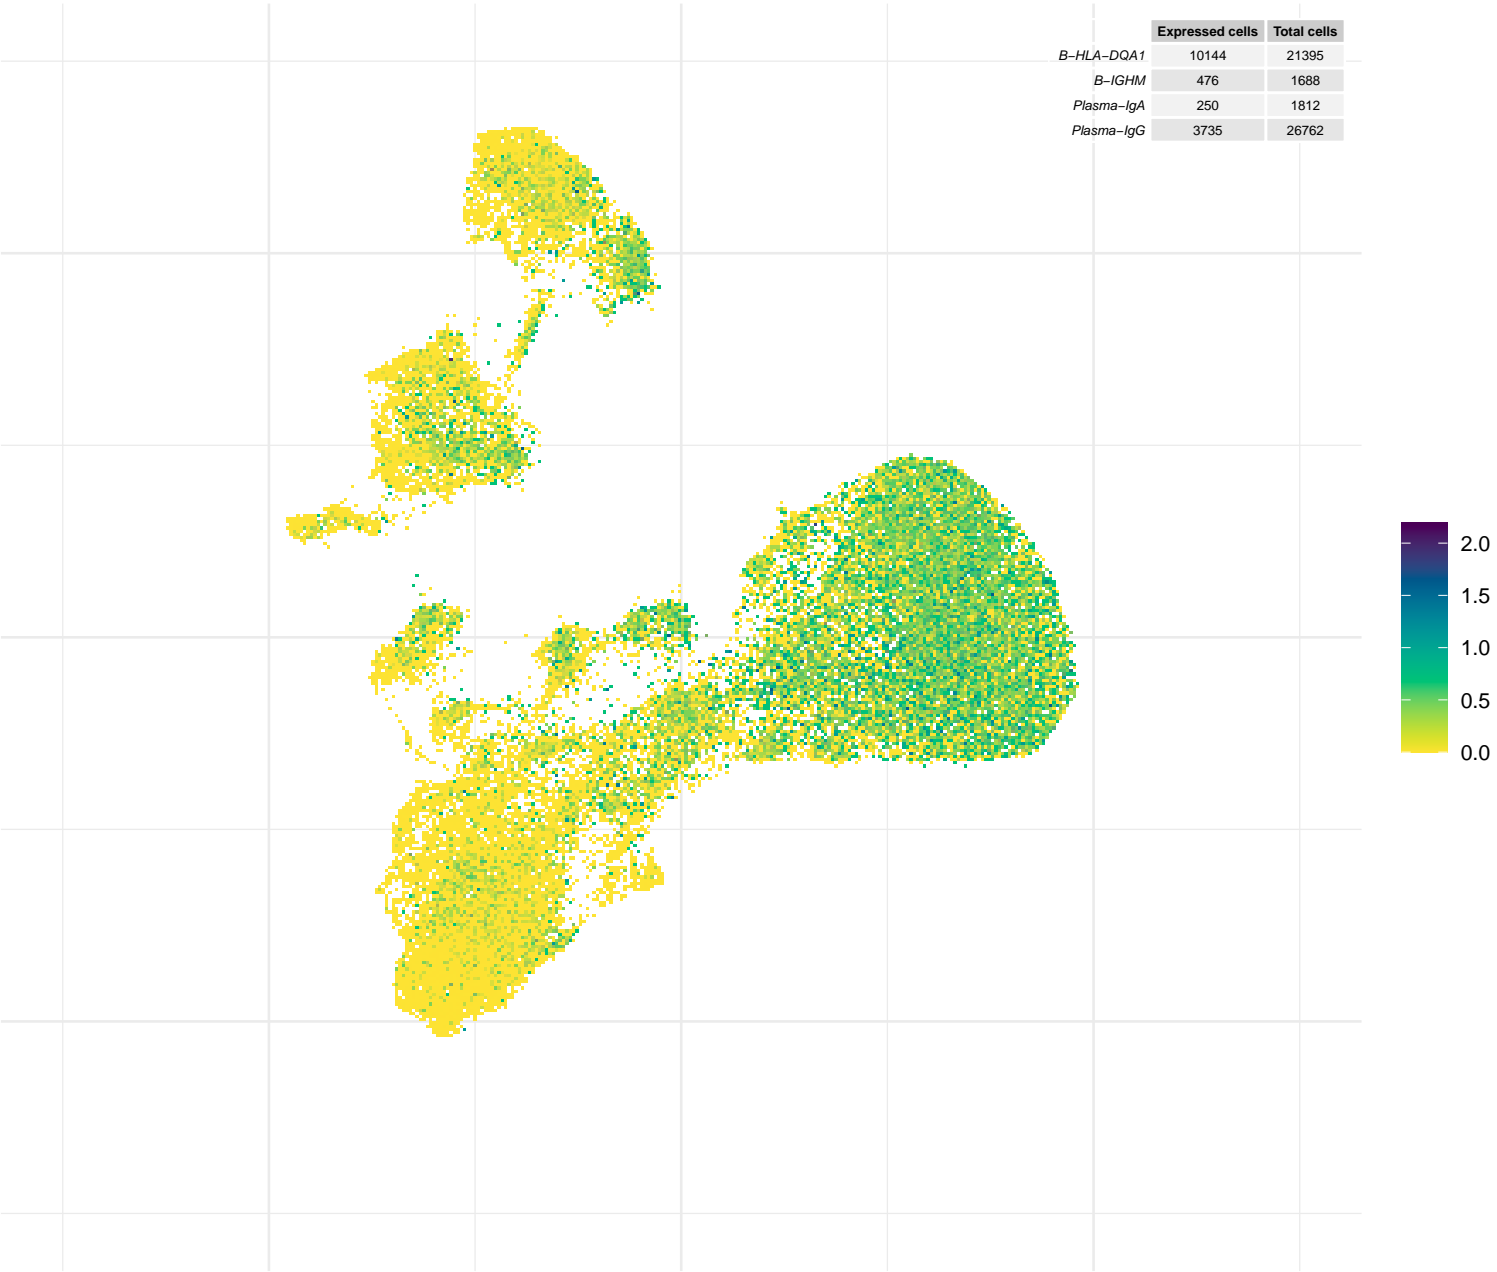 Expressed cells Total cells
B-HLA-DQA1 10144 21395
B-IGHM 476 1688
Plasma-IgA 250 1812
Plasma-IgG 3735 26762
2.0
1.5
1.0
0.5
0.0